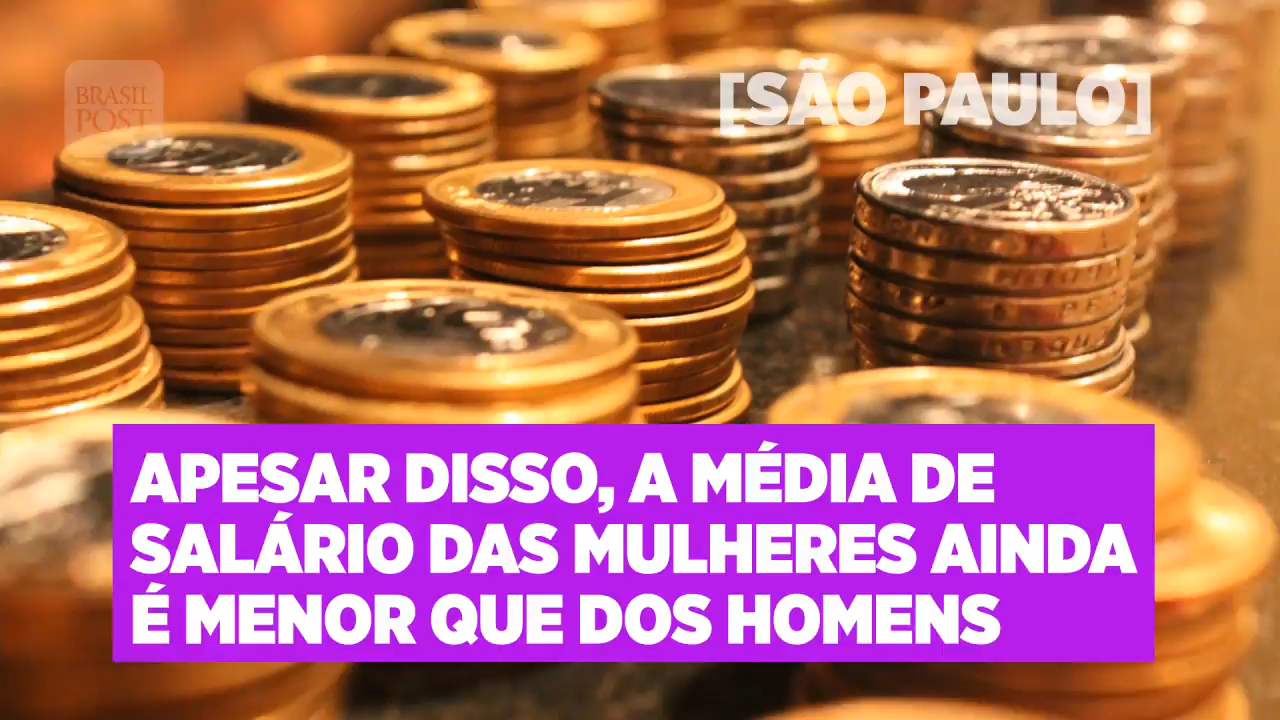 BRASIL
POST
[SÃO PAULO]
APESAR DISSO, A MÉDIA DE
SALÁRIO DAS MULHERES AINDA
É MENOR QUE DOS HOMENS